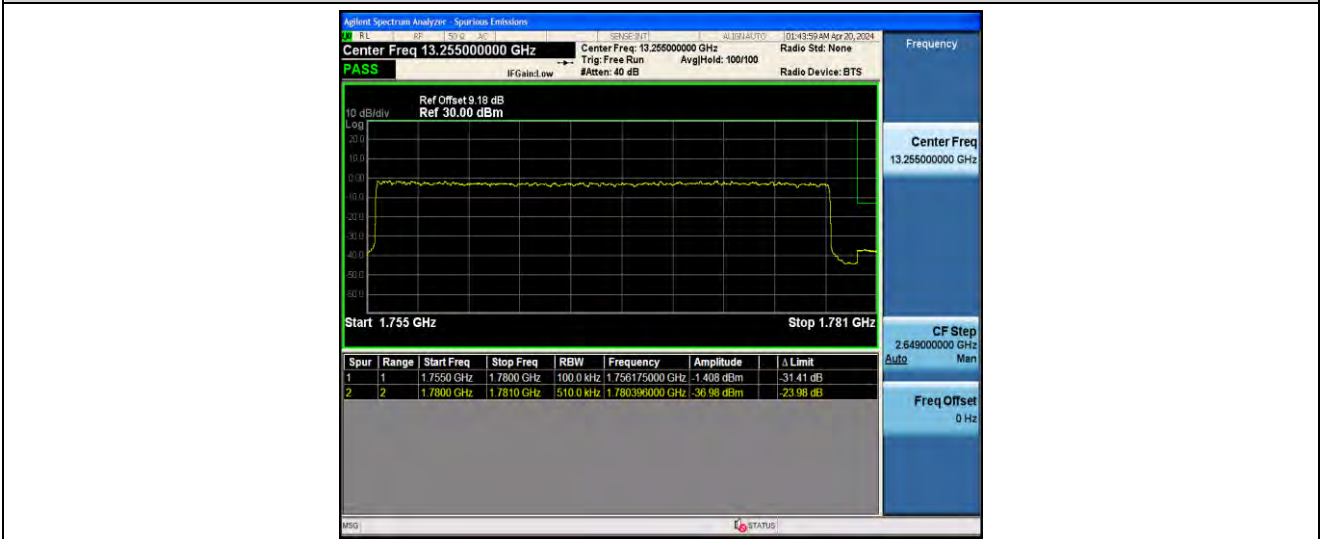 Agilent Spectrum Analyzer - Spurious Emissions
RL RF 50 Ω AC SENSE:INT ALIGNAUTO 01:43:59 AM Apr 20, 2024
Center Freq 13.255000000 GHz Center Freq: 13.255000000 GHz Radio Std: None Frequency
Trig: Free Run Avg|Hold: 100/100
PASS IFGain:Low #Atten: 40 dB Radio Device: BTS
Ref Offset 9.18 dB
10 dB/div Ref 30.00 dBm
Log
20.0
10.0
0.00
-10.0
-20.0
-30.0
-40.0
-50.0
-60.0
Start 1.755 GHz Stop 1.781 GHz
Center Freq
13.255000000 GHz
CF Step
2.649000000 GHz
Auto Man
Freq Offset
0 Hz
Spur Range Start Freq Stop Freq RBW Frequency Amplitude Δ Limit
1 1 1.7550 GHz 1.7800 GHz 100.0 kHz 1.756175000 GHz -1.408 dBm -31.41 dB
2 2 1.7800 GHz 1.7810 GHz 510.0 kHz 1.780396000 GHz -36.98 dBm -23.98 dB
MSG STATUS